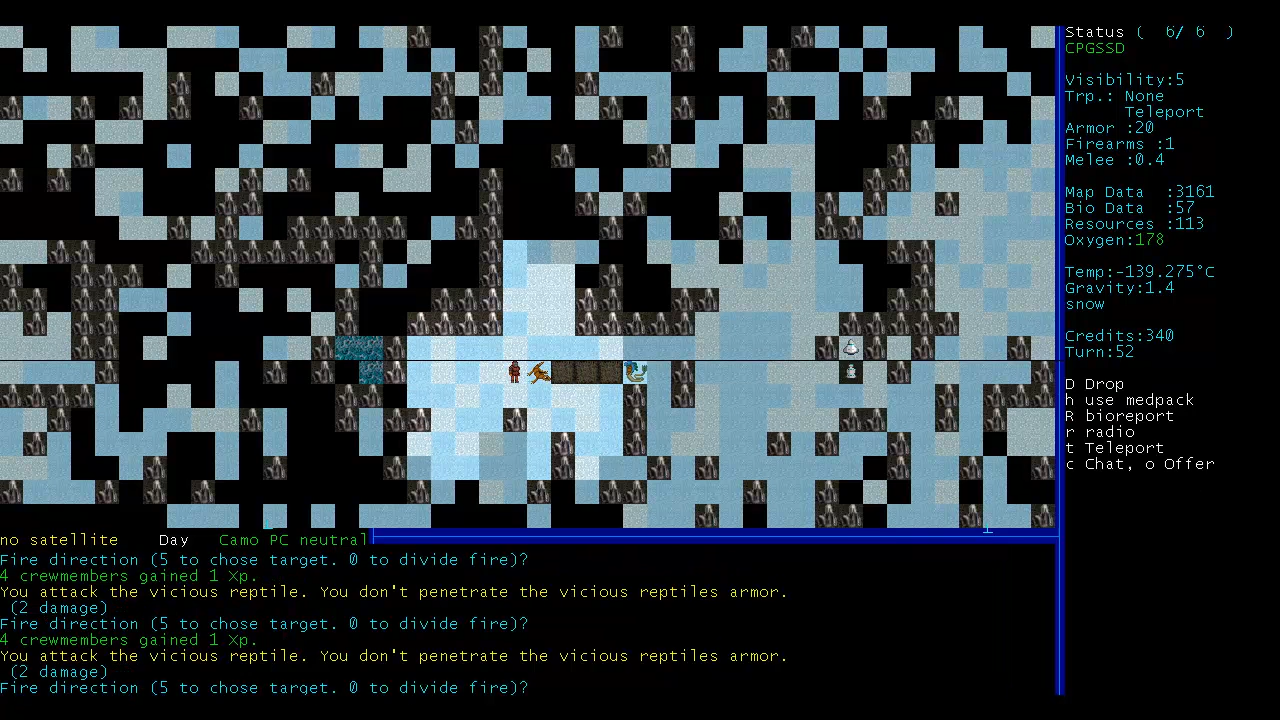 Status (  6/ 6  )
CPGSSD
Visibility:5
Trp.: None
Teleport
Armor :20
Firearms :1
Melee :0.4
Map Data  :3161
Bio Data  :57
Resources :113
Oxygen:178
Temp:-139.275°C
Gravity:1.4
snow
Credits:340
Turn:52
D Drop
h use medpack
R bioreport
r radio
t Teleport
c Chat, o Offer
no satellite    Day   Camo PC neutral
Fire direction (5 to chose target. 0 to divide fire)?
4 crewmembers gained 1 Xp.
You attack the vicious reptile. You don't penetrate the vicious reptiles armor.
(2 damage)
Fire direction (5 to chose target. 0 to divide fire)?
4 crewmembers gained 1 Xp.
You attack the vicious reptile. You don't penetrate the vicious reptiles armor.
(2 damage)
Fire direction (5 to chose target. 0 to divide fire)?